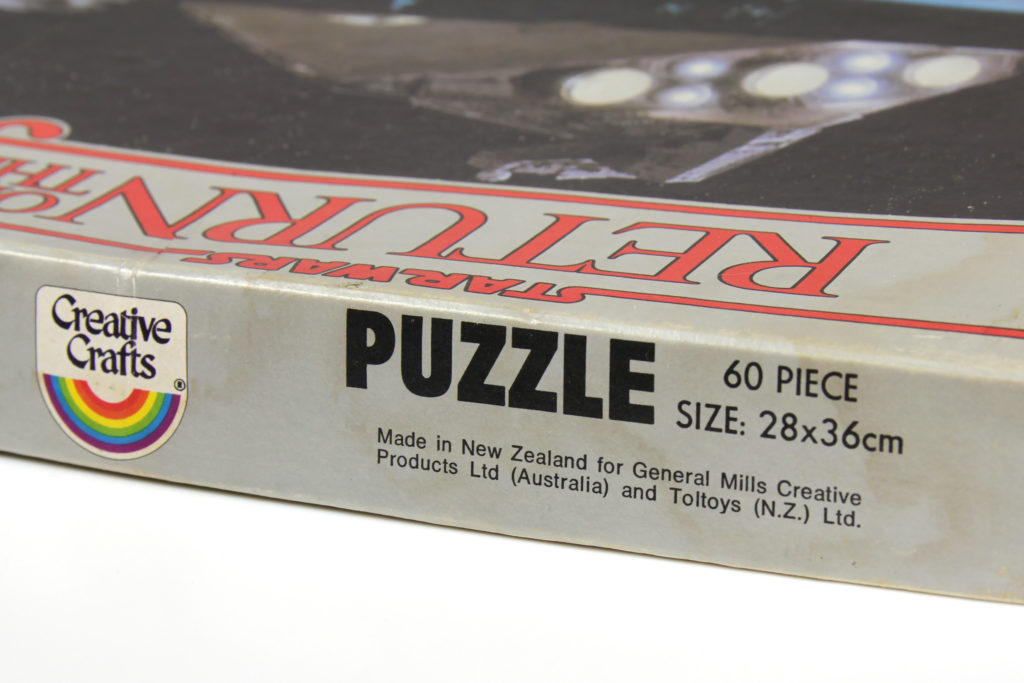 STAR WARS
RETURN
TO
THE
Creative
Crafts
®
PUZZLE
60 PIECE
SIZE: 28x36cm
Made in New Zealand for General Mills Creative
Products Ltd (Australia) and Toltoys (N.Z.) Ltd.